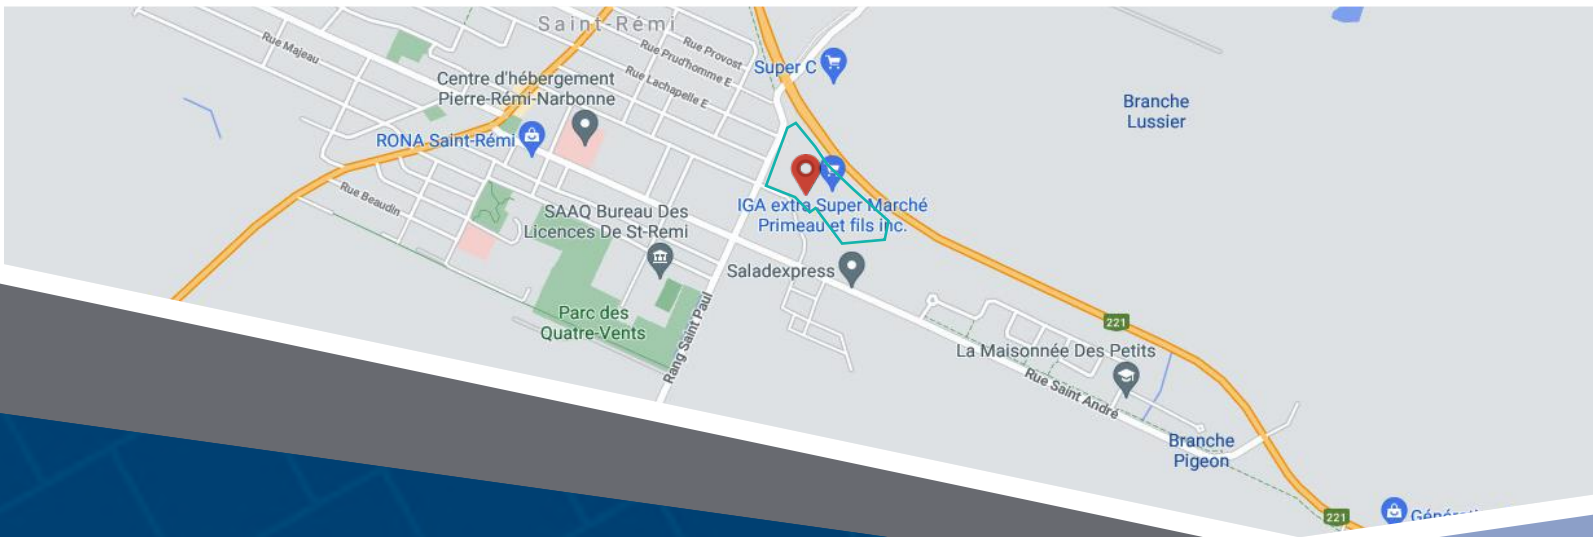 Saint-Rémi
Rue Majeau
Rue Provost
Rue Prud'homme E
Rue Lachapelle E
Super C
Centre d'hébergement
Pierre-Rémi-Narbonne
Branche
Lussier
RONA Saint-Rémi
Rue Beaudin
SAAQ Bureau Des
Licences De St-Remi
IGA extra Super Marché
Primeau et fils inc.
Saladexpress
Parc des
Quatre-Vents
Rang Saint Paul
221
La Maisonnée Des Petits
Rue Saint André
Branche
Pigeon
221